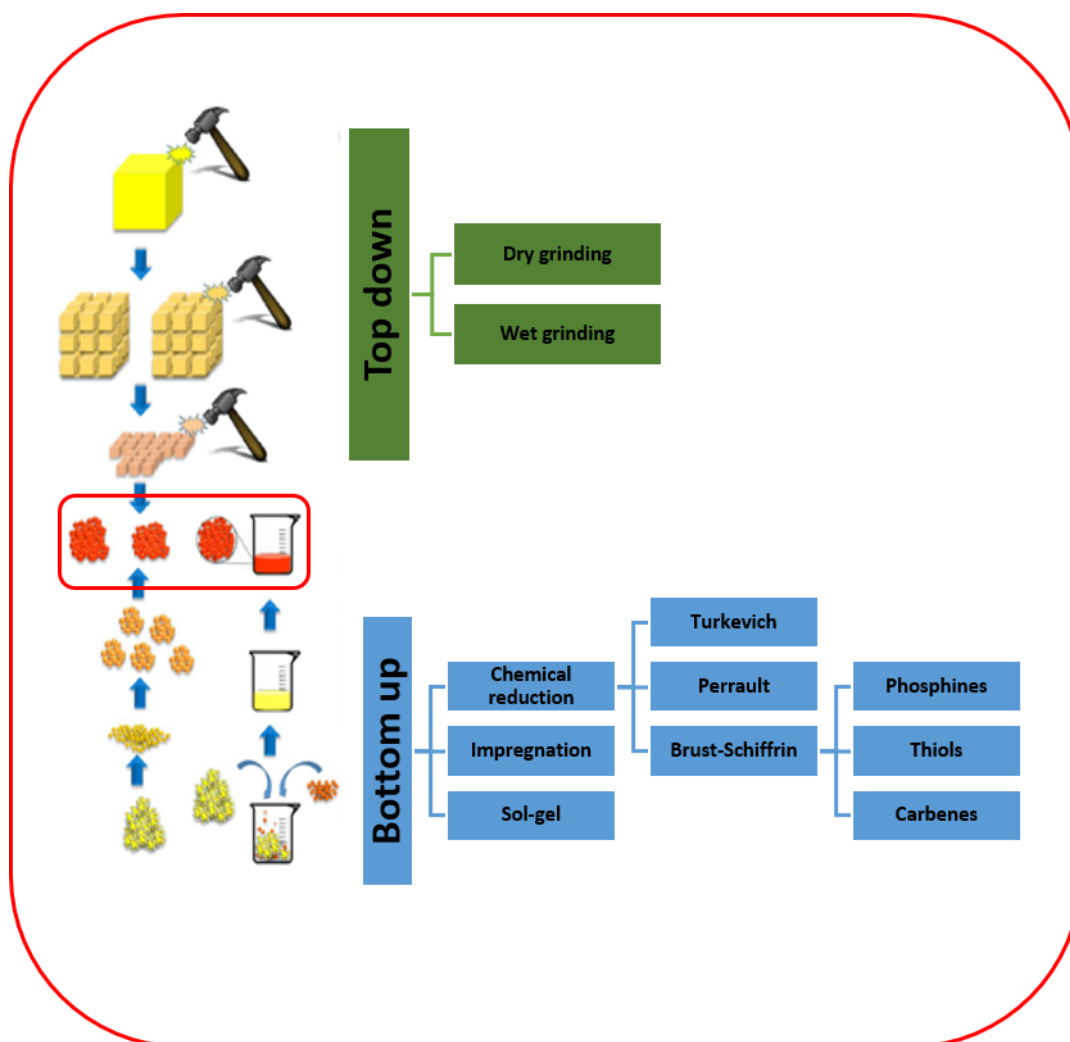 Top down
Dry grinding
Wet grinding
Bottom up
Chemical
reduction
Impregnation
Sol-gel
Turkevich
Perrault
Brust-Schiffrin
Phosphines
Thiols
Carbenes